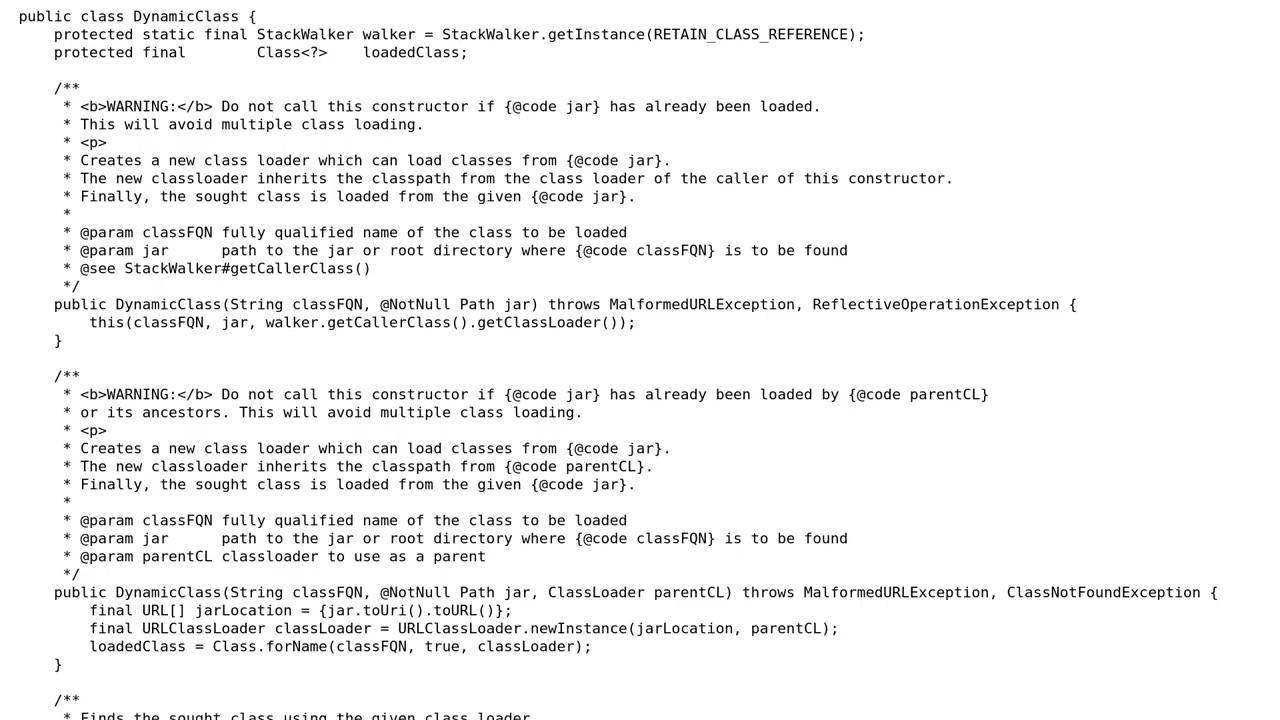 public class DynamicClass {
    protected static final StackWalker walker = StackWalker.getInstance(RETAIN_CLASS_REFERENCE);
    protected final        Class<?>    loadedClass;

    /**
     * <b>WARNING:</b> Do not call this constructor if {@code jar} has already been loaded.
     * This will avoid multiple class loading.
     * <p>
     * Creates a new class loader which can load classes from {@code jar}.
     * The new classloader inherits the classpath from the class loader of the caller of this constructor.
     * Finally, the sought class is loaded from the given {@code jar}.
     *
     * @param classFQN fully qualified name of the class to be loaded
     * @param jar      path to the jar or root directory where {@code classFQN} is to be found
     * @see StackWalker#getCallerClass()
     */
    public DynamicClass(String classFQN, @NotNull Path jar) throws MalformedURLException, ReflectiveOperationException {
        this(classFQN, jar, walker.getCallerClass().getClassLoader());
    }

    /**
     * <b>WARNING:</b> Do not call this constructor if {@code jar} has already been loaded by {@code parentCL}
     * or its ancestors. This will avoid multiple class loading.
     * <p>
     * Creates a new class loader which can load classes from {@code jar}.
     * The new classloader inherits the classpath from {@code parentCL}.
     * Finally, the sought class is loaded from the given {@code jar}.
     *
     * @param classFQN fully qualified name of the class to be loaded
     * @param jar      path to the jar or root directory where {@code classFQN} is to be found
     * @param parentCL classloader to use as a parent
     */
    public DynamicClass(String classFQN, @NotNull Path jar, ClassLoader parentCL) throws MalformedURLException, ClassNotFoundException {
        final URL[] jarLocation = {jar.toUri().toURL()};
        final URLClassLoader classLoader = URLClassLoader.newInstance(jarLocation, parentCL);
        loadedClass = Class.forName(classFQN, true, classLoader);
    }

    /**
     * Finds the sought class using the given class loader.